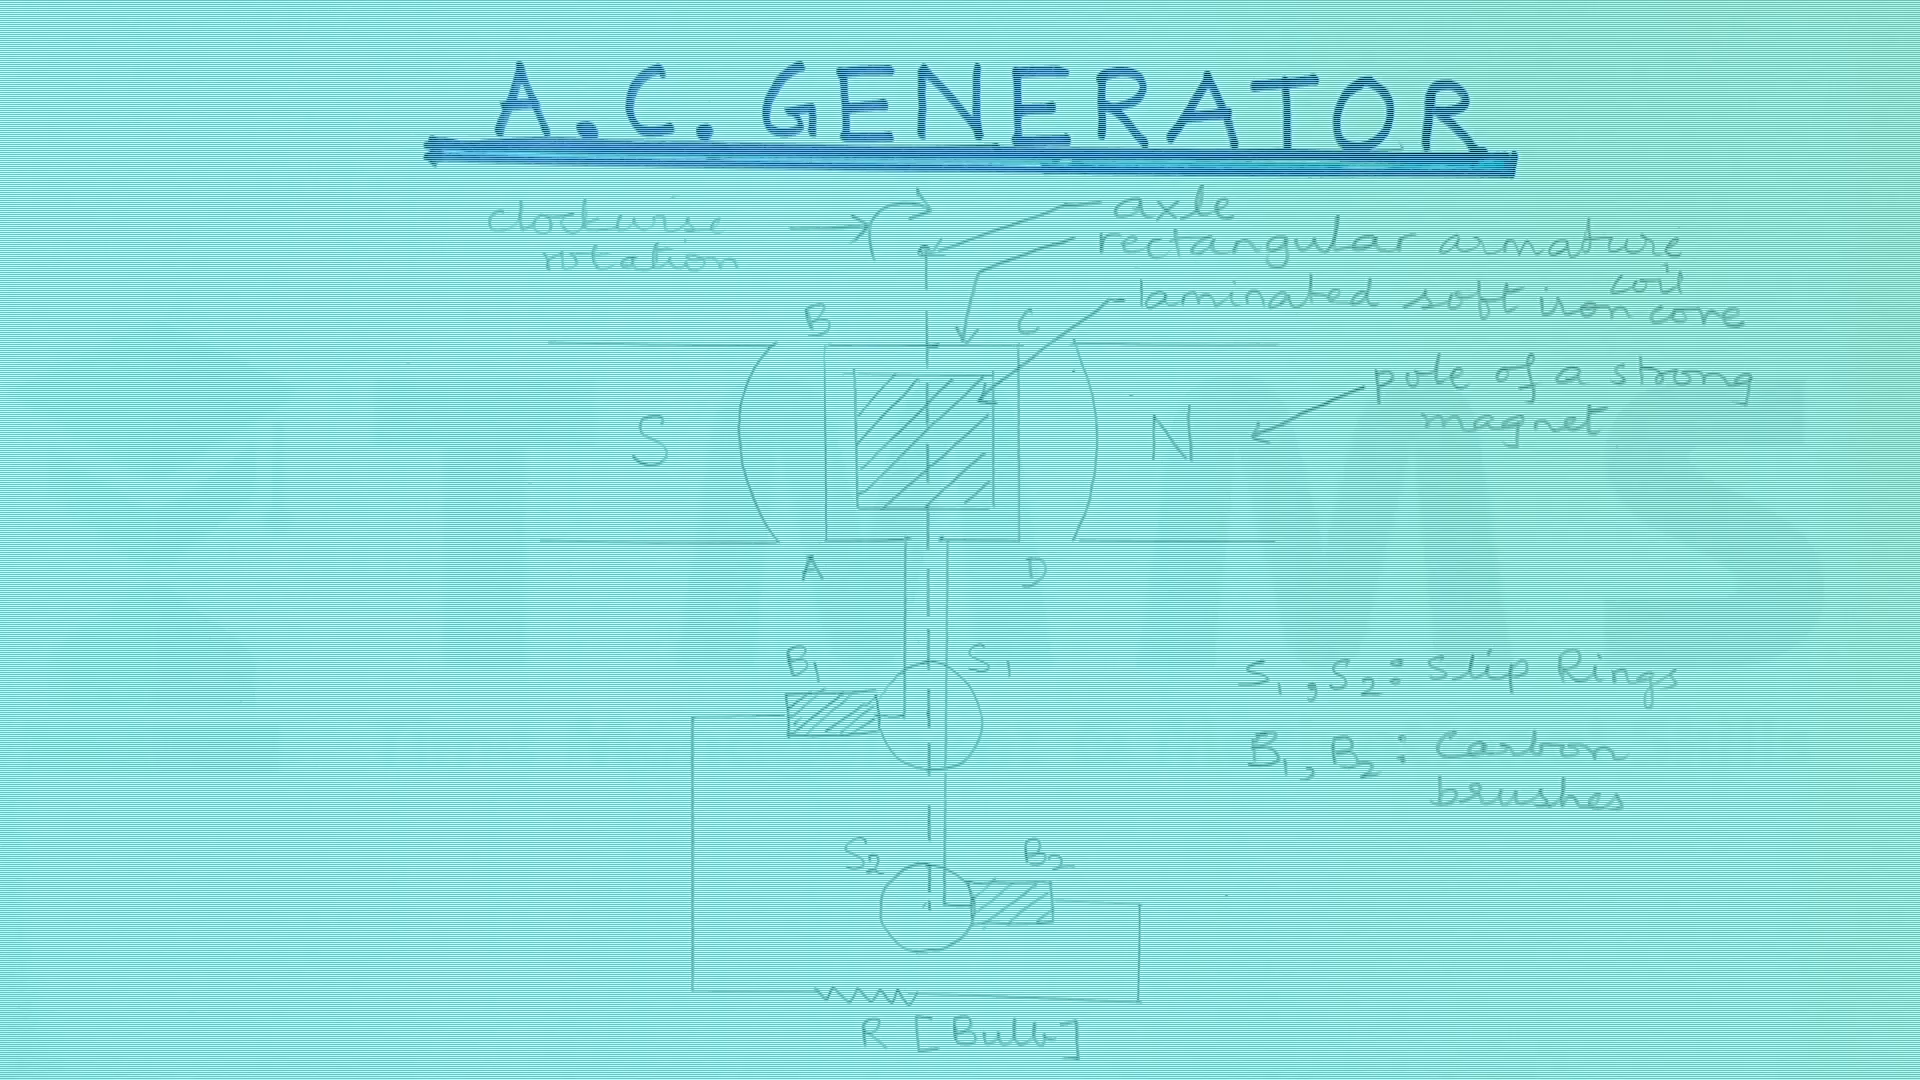 A.C. GENERATOR
clockwise
rotation
axle
rectangular armature
coil
laminated soft iron core
B
C
S
N
pole of a strong
magnet
A
D
B1
S1
S1, S2: Slip Rings
B1, B2: Carbon
brushes
S2
B2
R [Bulb]